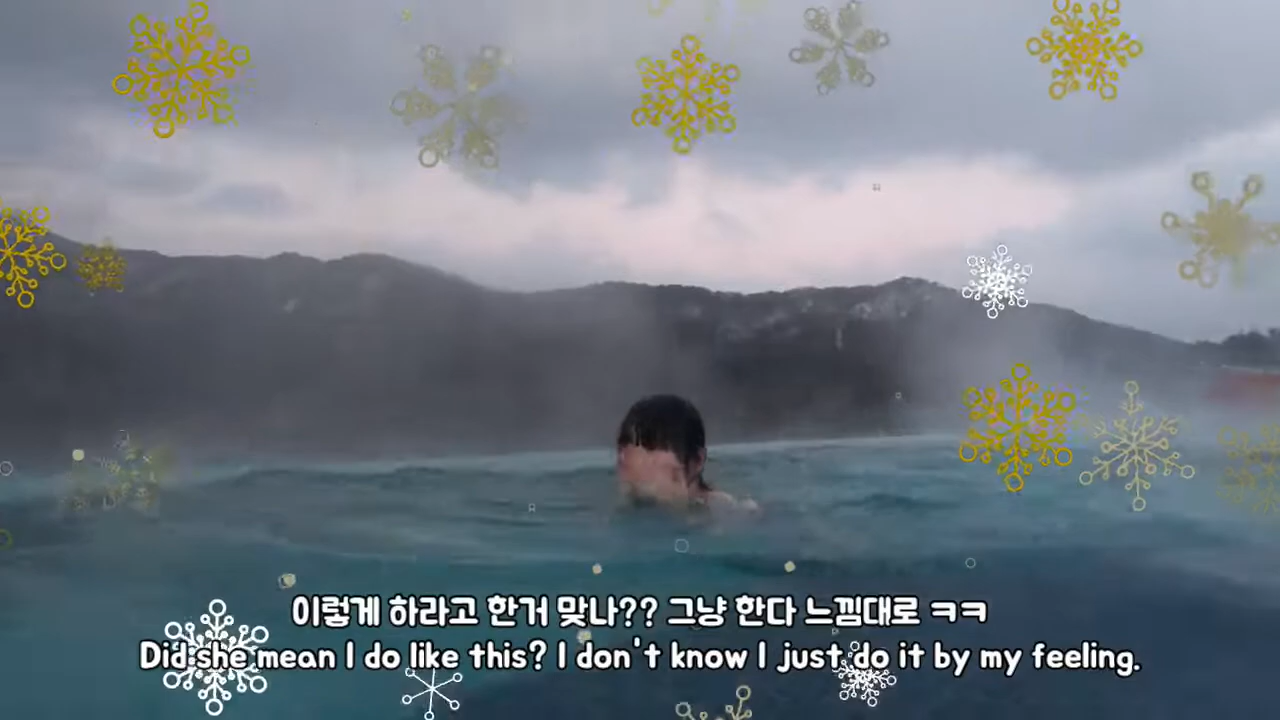 이렇게 하라고 한거 맞나?? 그냥 한다 느낌대로 ㅋㅋ
Did she mean I do like this? I don't know I just do it by my feeling.